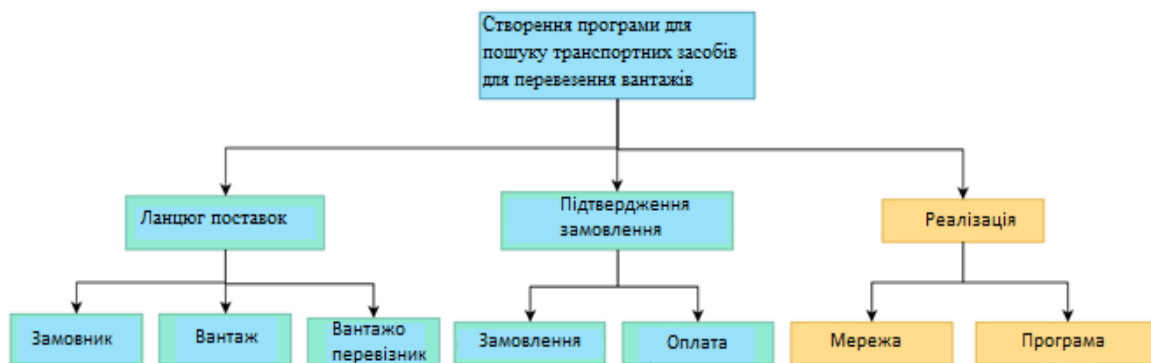 Створення програми для
пошуку транспортних засобів
для перевезення вантажів
Ланцюг поставок
Підтвердження
замовлення
Реалізація
Замовник
Вантаж
Вантажо
перевізник
Замовлення
Оплата
Мережа
Програма